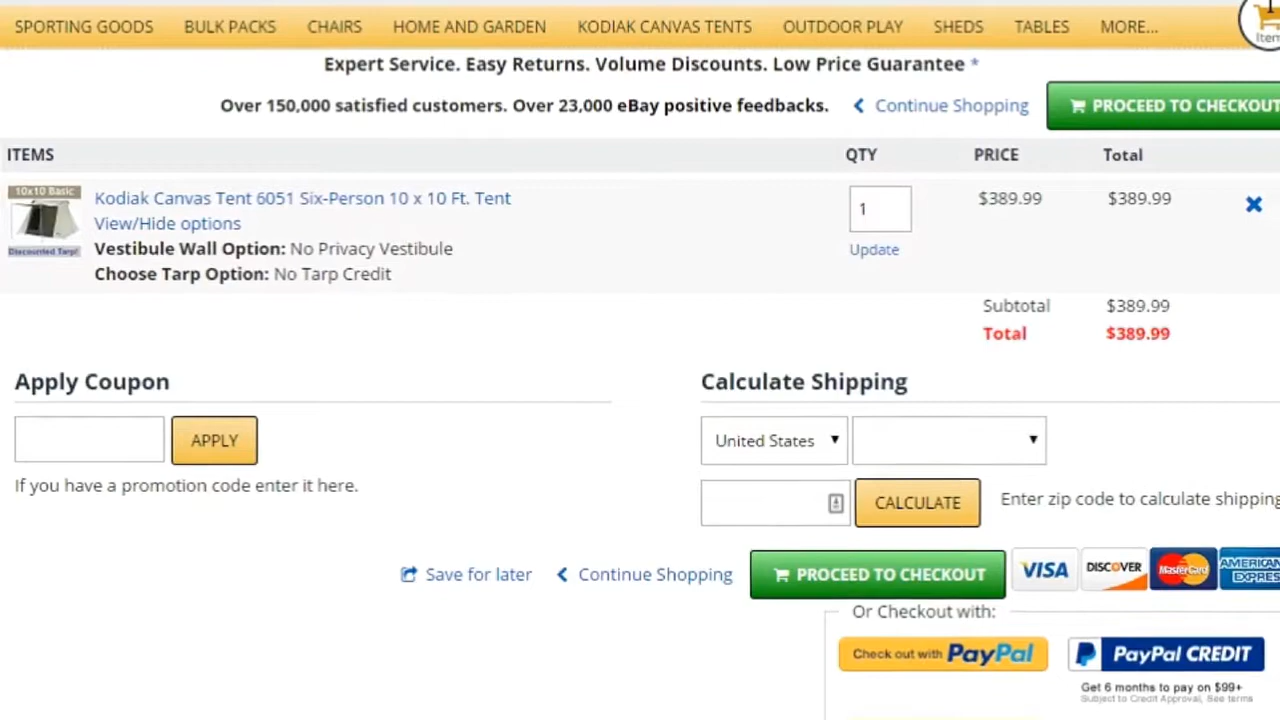 SPORTING GOODS BULK PACKS CHAIRS HOME AND GARDEN KODIAK CANVAS TENTS OUTDOOR PLAY SHEDS TABLES MORE...
Expert Service. Easy Returns. Volume Discounts. Low Price Guarantee *
Over 150,000 satisfied customers. Over 23,000 eBay positive feedbacks. Continue Shopping PROCEED TO CHECKOUT
ITEMS QTY PRICE Total
10x10 Basic
Discounted Tarp!
Kodiak Canvas Tent 6051 Six-Person 10 x 10 Ft. Tent 1 $389.99 $389.99
View/Hide options
Vestibule Wall Option: No Privacy Vestibule Update
Choose Tarp Option: No Tarp Credit
Subtotal $389.99
Total $389.99
Apply Coupon Calculate Shipping
APPLY United States
If you have a promotion code enter it here.
CALCULATE Enter zip code to calculate shipping
Save for later Continue Shopping PROCEED TO CHECKOUT VISA DISCOVER MasterCard AMERICAN EXPRESS
Or Checkout with:
Check out with PayPal PayPal CREDIT
Get 6 months to pay on $99+
Subject to Credit Approval, See terms